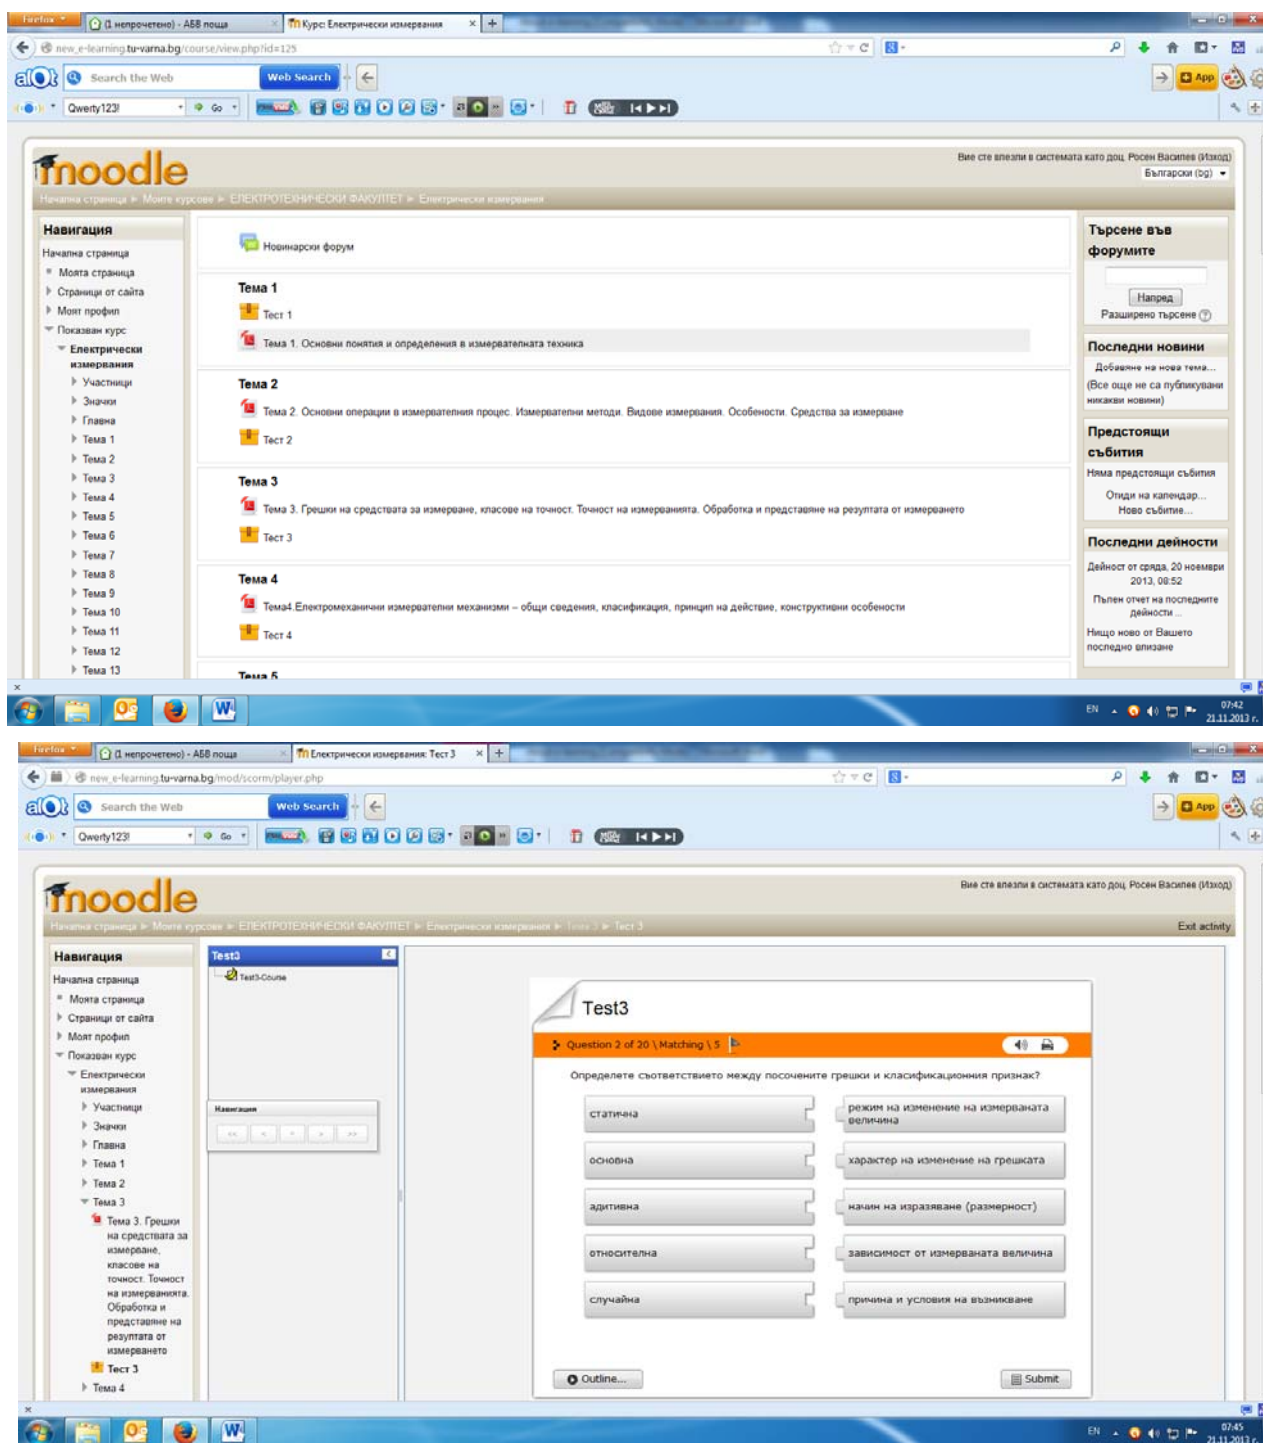 Firefox
(1 непрочетено) - АБВ поща
Курс: Електрически измервания
new_e-learning.tu-varna.bg/course/view.php?id=125
Search the Web
Web Search
App
Qwerty123!
Go
moodle
Вие сте влезли в системата като доц. Росен Василев (Изход)
Български (bg)
Начална страница ► Моите курсове ► ЕЛЕКТРОТЕХНИЧЕСКИ ФАКУЛТЕТ ► Електрически измервания
Навигация
Начална страница
Моята страница
Страници от сайта
Моят профил
Показван курс
Електрически
измервания
Участници
Значки
Главна
Тема 1
Тема 2
Тема 3
Тема 4
Тема 5
Тема 6
Тема 7
Тема 8
Тема 9
Тема 10
Тема 11
Тема 12
Тема 13
Новинарски форум
Тема 1
Тест 1
Тема 1. Основни понятия и определения в измервателната техника
Тема 2
Тема 2. Основни операции в измервателния процес. Измервателни методи. Видове измервания. Особености. Средства за измерване
Тест 2
Тема 3
Тема 3. Грешки на средствата за измерване, класове на точност. Точност на измерванията. Обработка и представяне на резултата от измерването
Тест 3
Тема 4
Тема4.Електромеханични измервателни механизми – общи сведения, класификация, принцип на действие, конструктивни особености
Тест 4
Тема 5
Търсене във
форумите
Напред
Разширено търсене
Последни новини
Добавяне на нова тема...
(Все още не са публикувани
никакви новини)
Предстоящи
събития
Няма предстоящи събития
Отиди на календар...
Ново събитие...
Последни дейности
Дейност от сряда, 20 ноември
2013, 08:52
Пълен отчет на последните
дейности ...
Нищо ново от Вашето
последно влизане
EN
07:42
21.11.2013 г.
Firefox
(1 непрочетено) - АБВ поща
Електрически измервания: Тест 3
new_e-learning.tu-varna.bg/mod/scorm/player.php
Search the Web
Web Search
App
Qwerty123!
Go
moodle
Вие сте влезли в системата като доц. Росен Василев (Изход)
Начална страница ► Моите курсове ► ЕЛЕКТРОТЕХНИЧЕСКИ ФАКУЛТЕТ ► Електрически измервания ► Тема 3 ► Тест 3
Exit activity
Навигация
Начална страница
Моята страница
Страници от сайта
Моят профил
Показван курс
Електрически
измервания
Участници
Значки
Главна
Тема 1
Тема 2
Тема 3
Тема 3. Грешки
на средствата за
измерване,
класове на
точност. Точност
на измерванията.
Обработка и
представяне на
резултата от
измерването
Тест 3
Тема 4
Test3
Test3-Course
Навигация
<< < ^ > >>
Test3
Question 2 of 20 \ Matching \ 5
Определете съответствието между посочените грешки и класификационния признак?
статична
режим на изменение на измерваната
величина
основна
характер на изменение на грешката
адитивна
начин на изразяване (размерност)
относителна
зависимост от измерваната величина
случайна
причина и условия на възникване
Outline...
Submit
EN
07:45
21.11.2013 г.